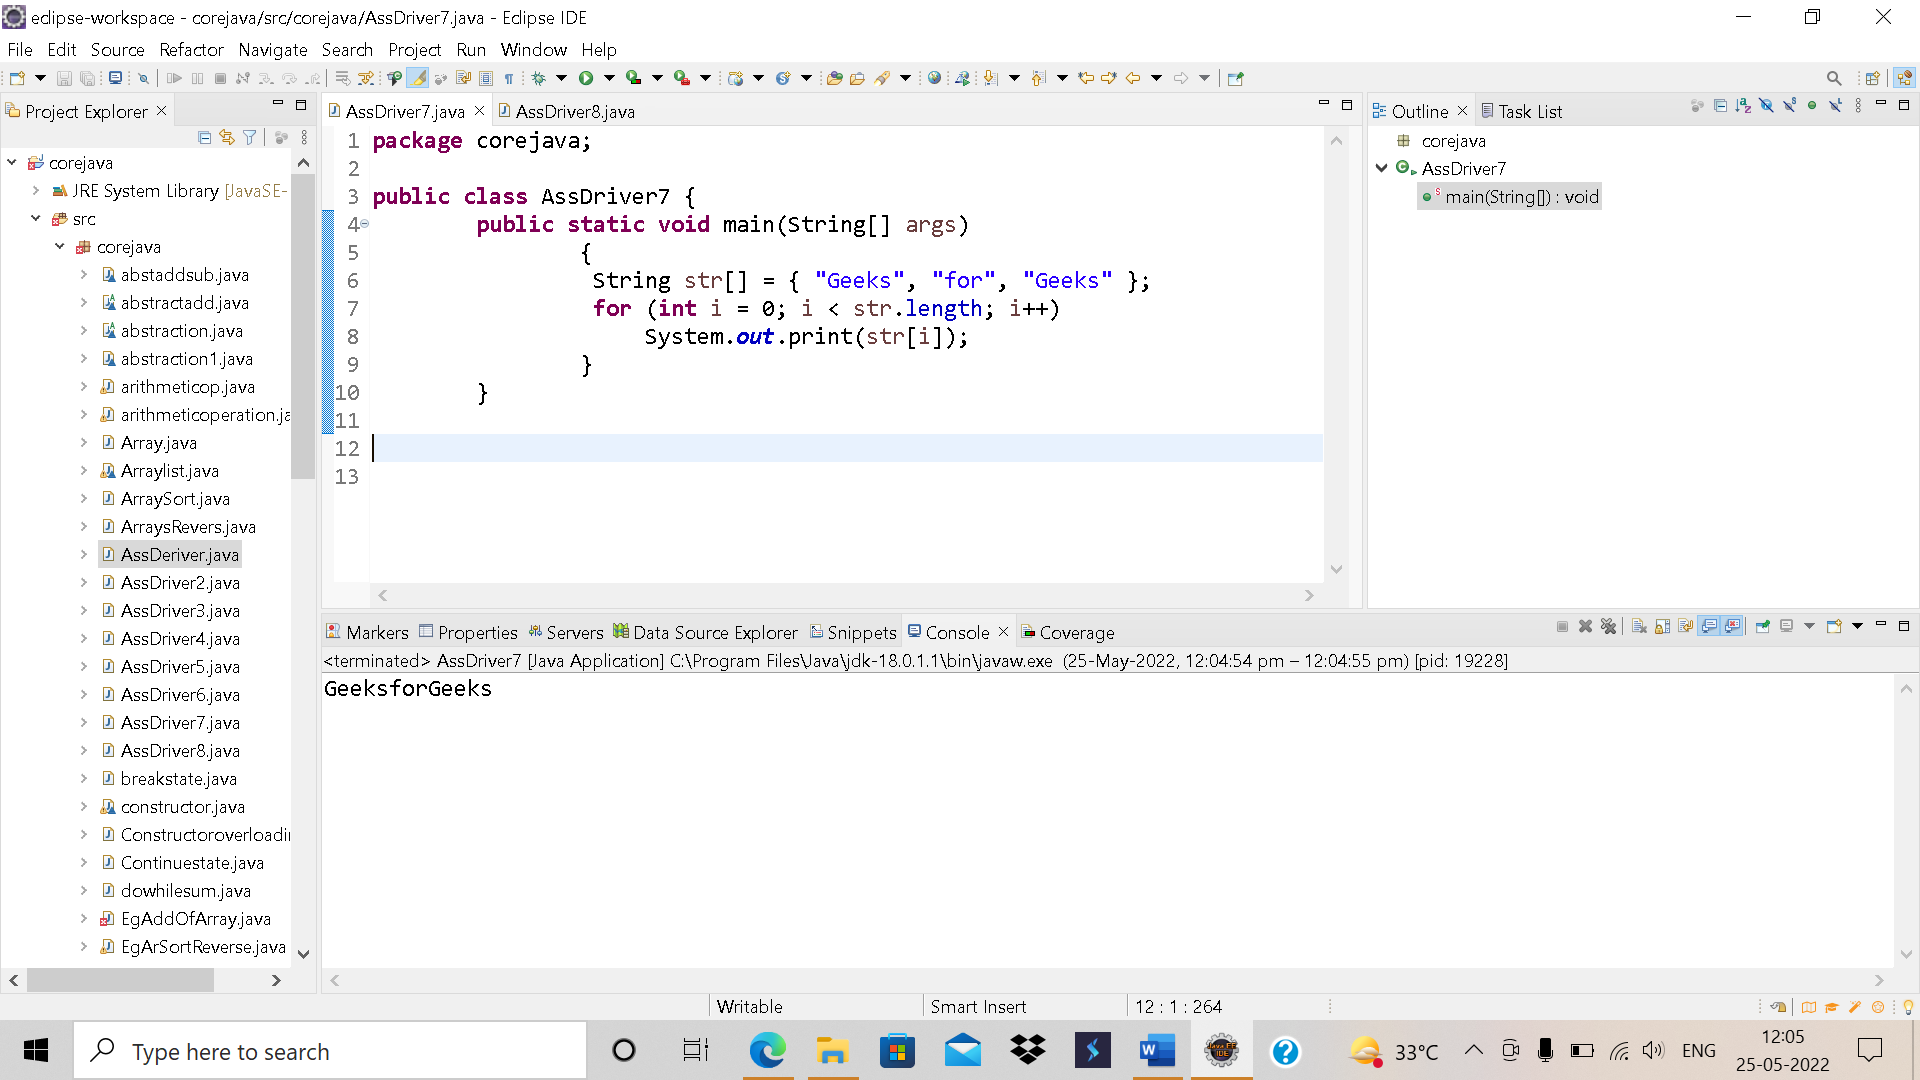 eclipse-workspace - corejava/src/corejava/AssDriver7.java - Eclipse IDE
File Edit Source Refactor Navigate Search Project Run Window Help
Project Explorer
corejava
JRE System Library [JavaSE-
src
corejava
abstaddsub.java
abstractadd.java
abstraction.java
abstraction1.java
arithmeticop.java
arithmeticoperation.ja
Array.java
Arraylist.java
ArraySort.java
ArraysRevers.java
AssDeriver.java
AssDriver2.java
AssDriver3.java
AssDriver4.java
AssDriver5.java
AssDriver6.java
AssDriver7.java
AssDriver8.java
breakstate.java
constructor.java
Constructoroverloadi
Continuestate.java
dowhilesum.java
EgAddOfArray.java
EgArSortReverse.java
AssDriver7.java AssDriver8.java
1 package corejava;
2
3 public class AssDriver7 {
4 public static void main(String[] args)
5 {
6 String str[] = { "Geeks", "for", "Geeks" };
7 for (int i = 0; i < str.length; i++)
8 System.out.print(str[i]);
9 }
10 }
11
12
13
Outline Task List
corejava
AssDriver7
main(String[]) : void
Markers Properties Servers Data Source Explorer Snippets Console Coverage
<terminated> AssDriver7 [Java Application] C:\Program Files\Java\jdk-18.0.1.1\bin\javaw.exe (25-May-2022, 12:04:54 pm – 12:04:55 pm) [pid: 19228]
GeeksforGeeks
Writable Smart Insert 12 : 1 : 264
Type here to search
33°C ENG
12:05
25-05-2022